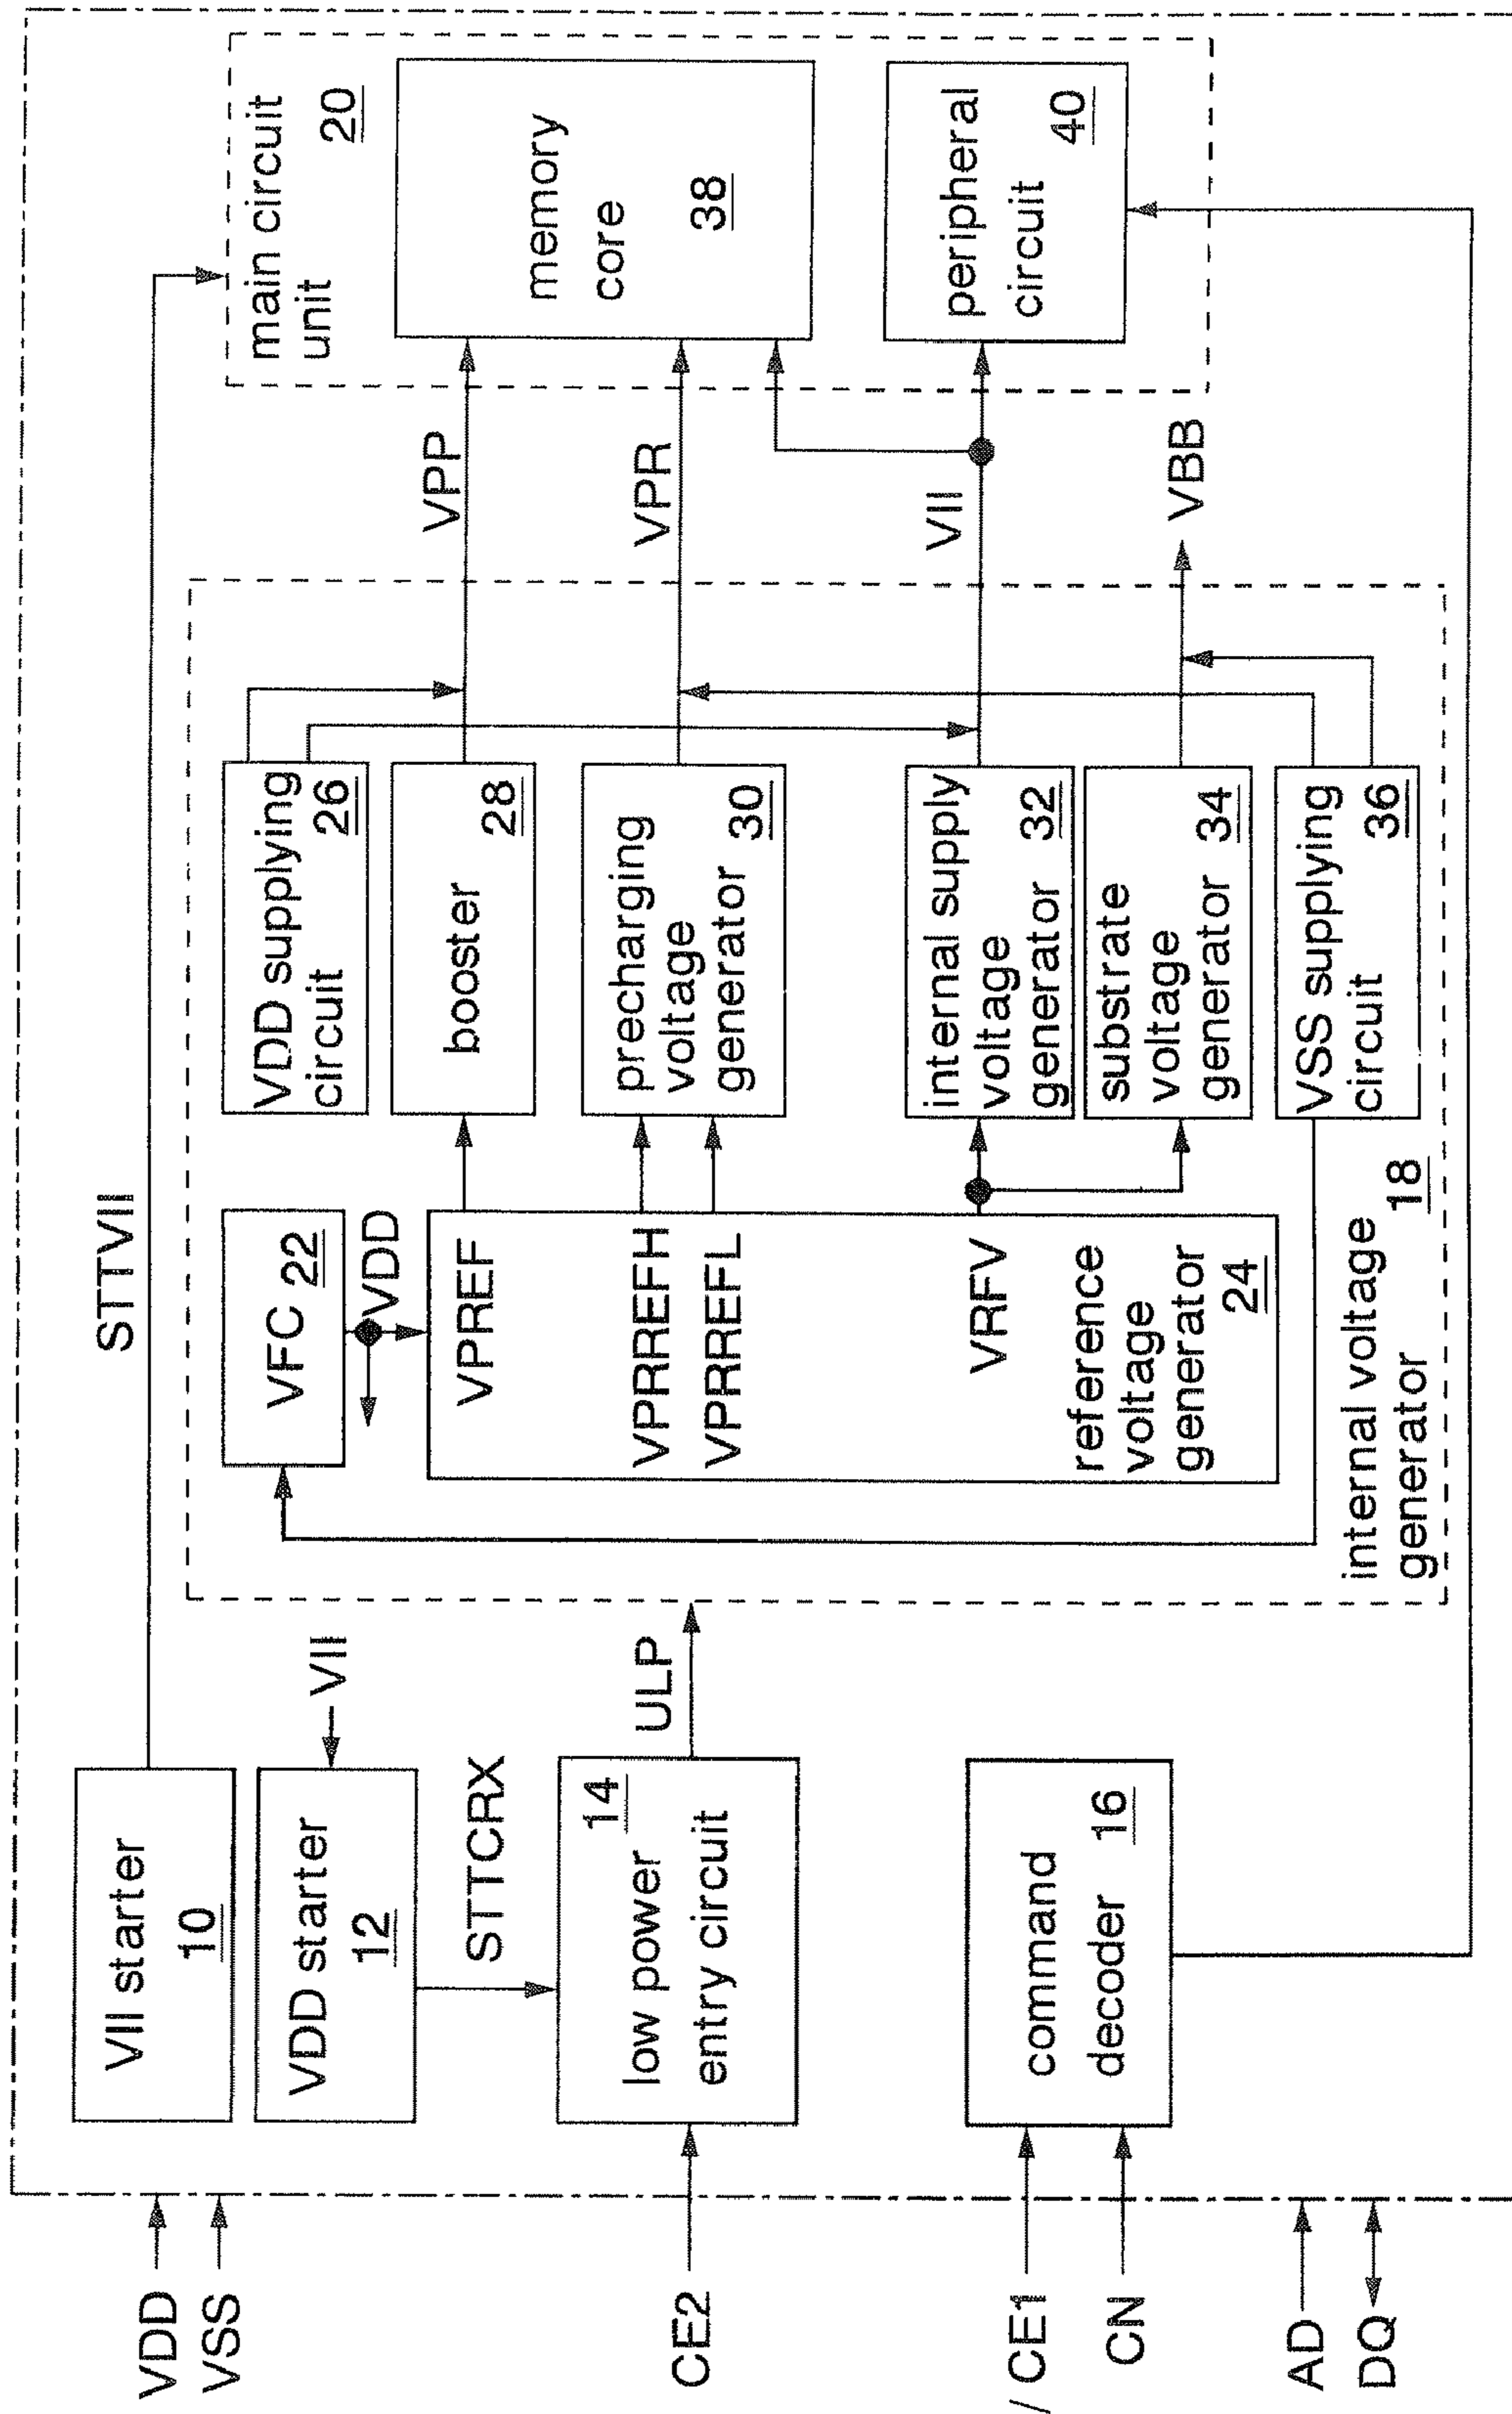 VDD
VSS
CE2
/ CE1
CN
AD
DQ
VII starter
10
VDD starter
12
VII
STTCRX
14
low power
entry circuit
ULP
command
decoder 16
STTVII
VFC 22
VDD
VPREF
VPRREFH
VPRREFL
VRFV
reference
voltage
generator
24
internal voltage
generator 18
VDD supplying
circuit 26
booster
28
precharging
voltage
generator 30
internal supply
voltage
generator 32
substrate
voltage
generator 34
VSS supplying
circuit 36
VPP
VPR
VII
VBB
main circuit
unit 20
memory
core
38
peripheral
circuit
40